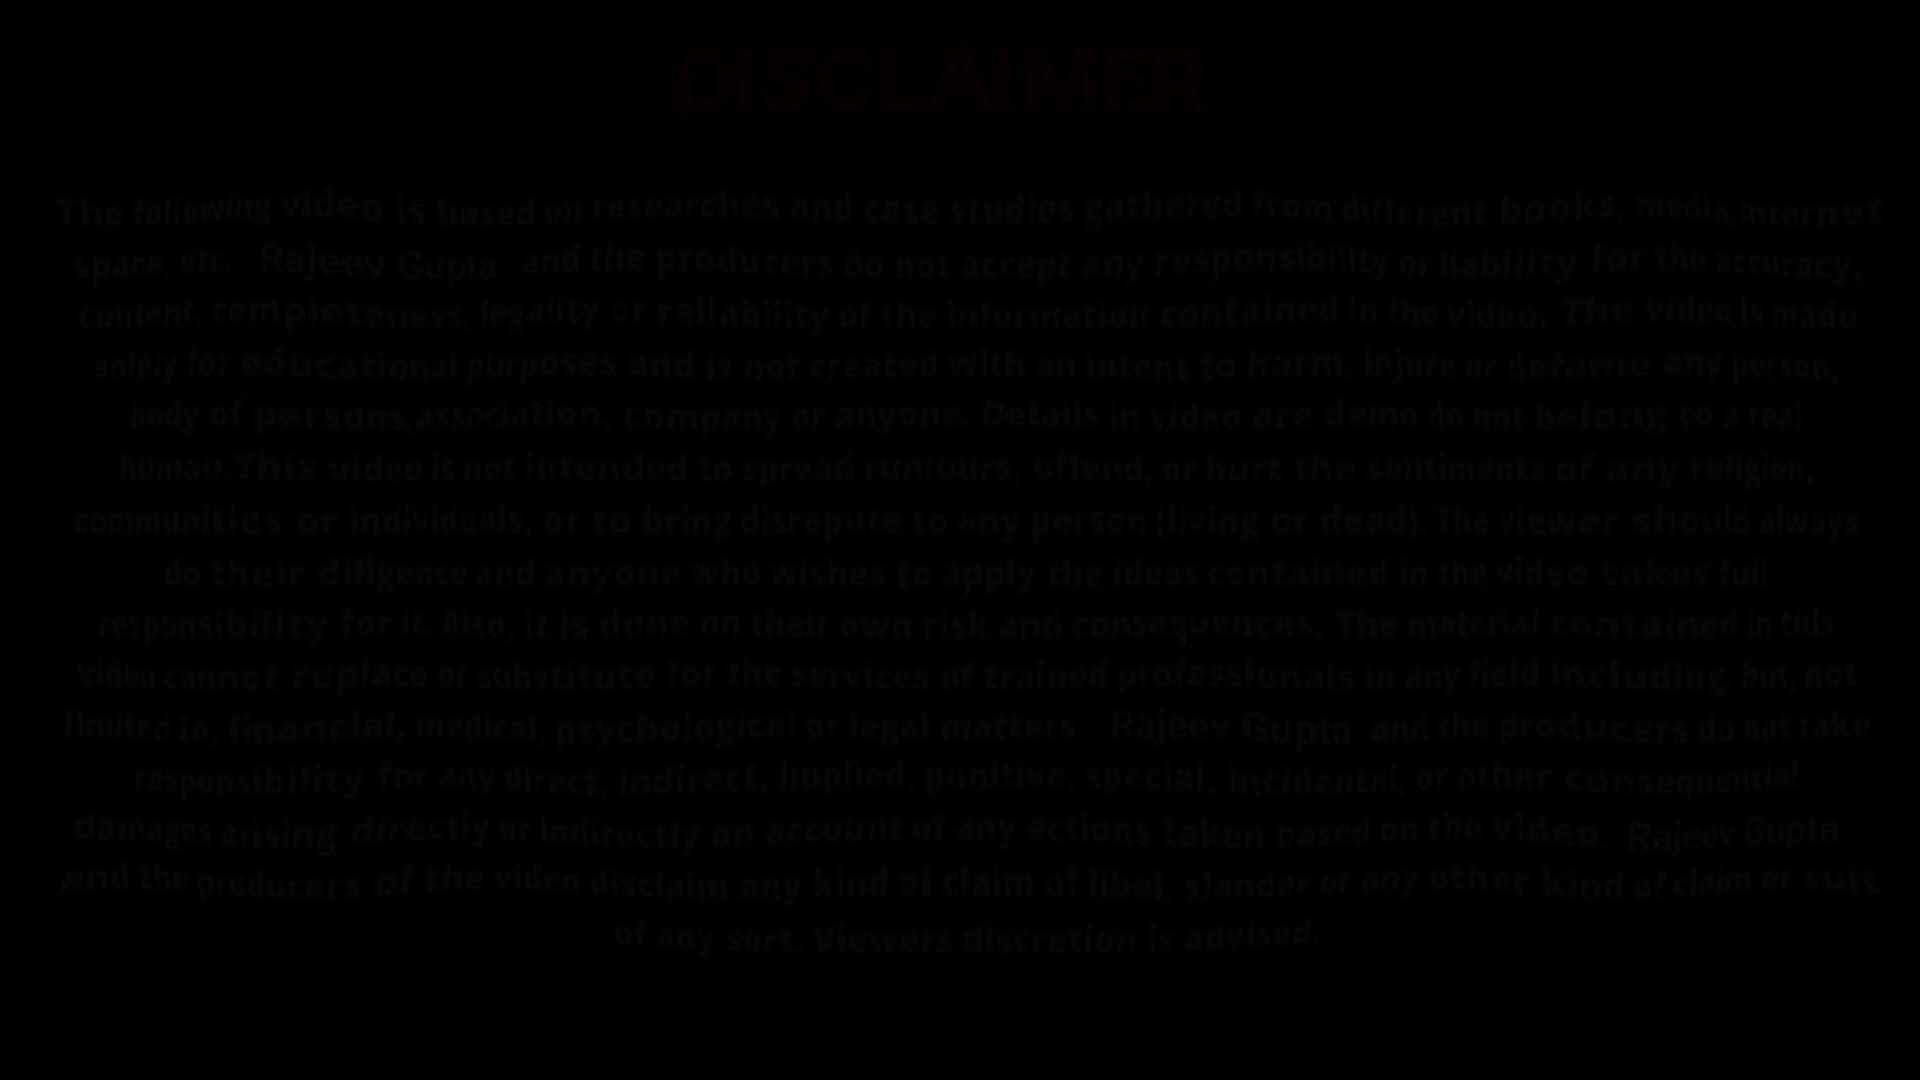 DISCLAIMER
The following video is based on researches and case studies gathered from different books, media,internet
space, etc. Rajeev Gupta and the producers do not accept any responsibility or liability for the accuracy,
content, completeness, legality or reliability of the information contained in the video. The video is made
solely for educational purposes and is not created with an intent to harm, injure or defame any person,
body of persons,association, company or anyone. Details in video are demo do not belong to a real
human.This video is not intended to spread rumours, offend, or hurt the sentiments of any religion,
communities or individuals, or to bring disrepute to any person (living or dead). The viewer should always
do their diligence and anyone who wishes to apply the ideas contained in the video takes full
responsibility for it. Also, it is done on their own risk and consequences. The material contained in this
video cannot replace or substitute for the services of trained professionals in any field including, but, not
limited to, financial, medical, psychological or legal matters Rajeev Gupta and the producers do not take
responsibility for any direct, indirect, implied, punitive, special, incidental, or other consequential
damages arising directly or indirectly on account of any actions taken based on the video. Rajeev Gupta
and the producers of the video disclaim any kind of claim of libel, slander or any other kind of claim or suit
of any sort. Viewers discretion is advised.